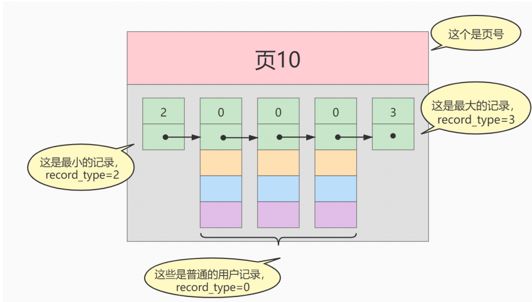 这个是页号
页10
2 0 0 0 3
这是最大的记录，
record_type=3
这是最小的记录，
record_type=2
这些是普通的用户记录，
record_type=0